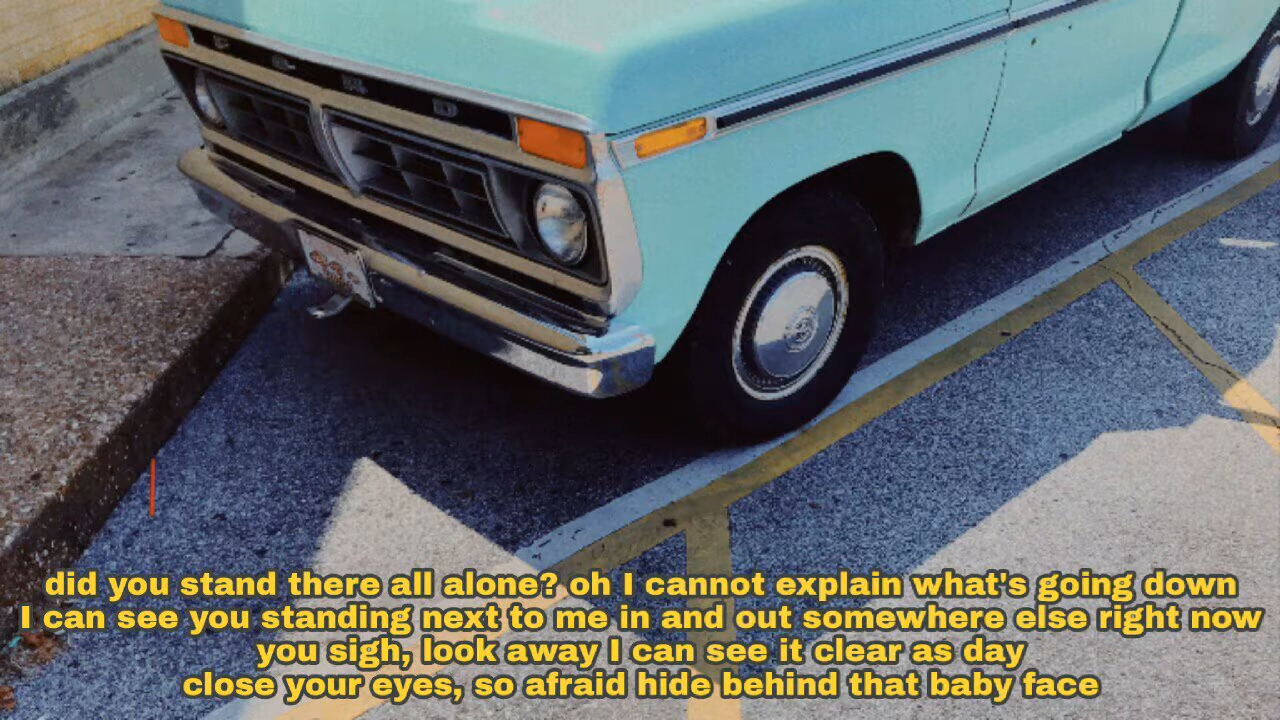 FORD
did you stand there all alone? oh I cannot explain what's going down
I can see you standing next to me in and out somewhere else right now
you sigh, look away I can see it clear as day
close your eyes, so afraid hide behind that baby face